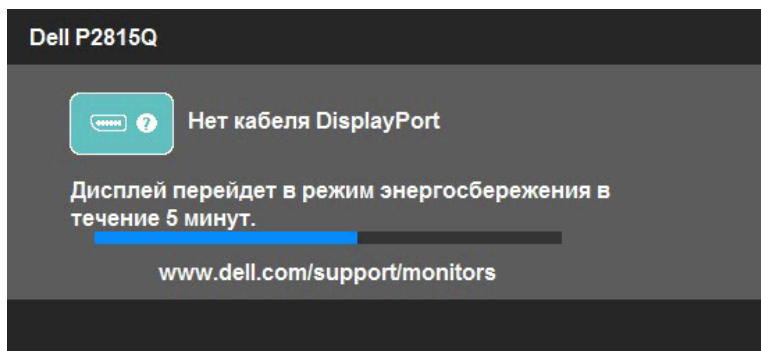 Dell P2815Q
Нет кабеля DisplayPort
Дисплей перейдет в режим энергосбережения в
течение 5 минут.
www.dell.com/support/monitors